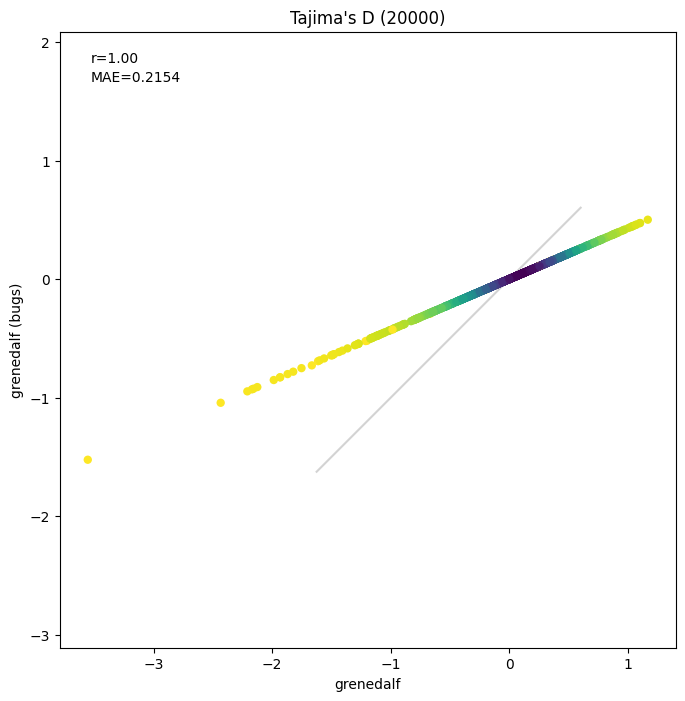 Tajima's D (20000)
r=1.00
MAE=0.2154
2
1
0
−1
−2
−3
grenedalf (bugs)
−3
−2
−1
0
1
grenedalf